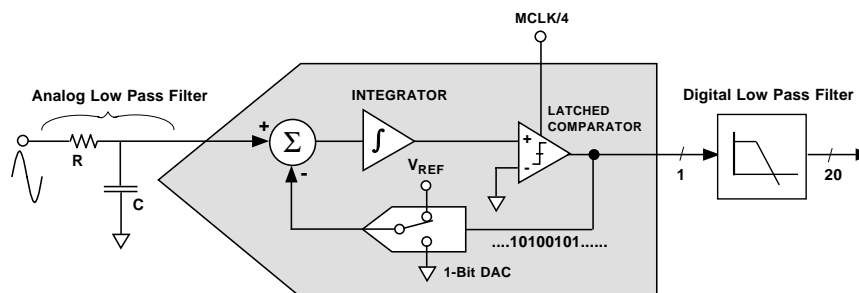 MCLK/4
Analog Low Pass Filter
INTEGRATOR
LATCHED
COMPARATOR
Digital Low Pass Filter
R
C
+
Σ
-
∫
+
-
VREF
1
20
....10100101......
1-Bit DAC